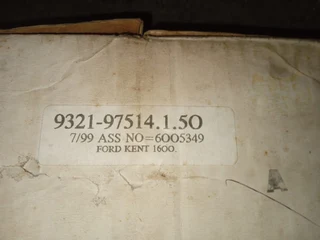 9321-97514.1.50
7/99 ASS NO=6005349
FORD KENT 1600.
A